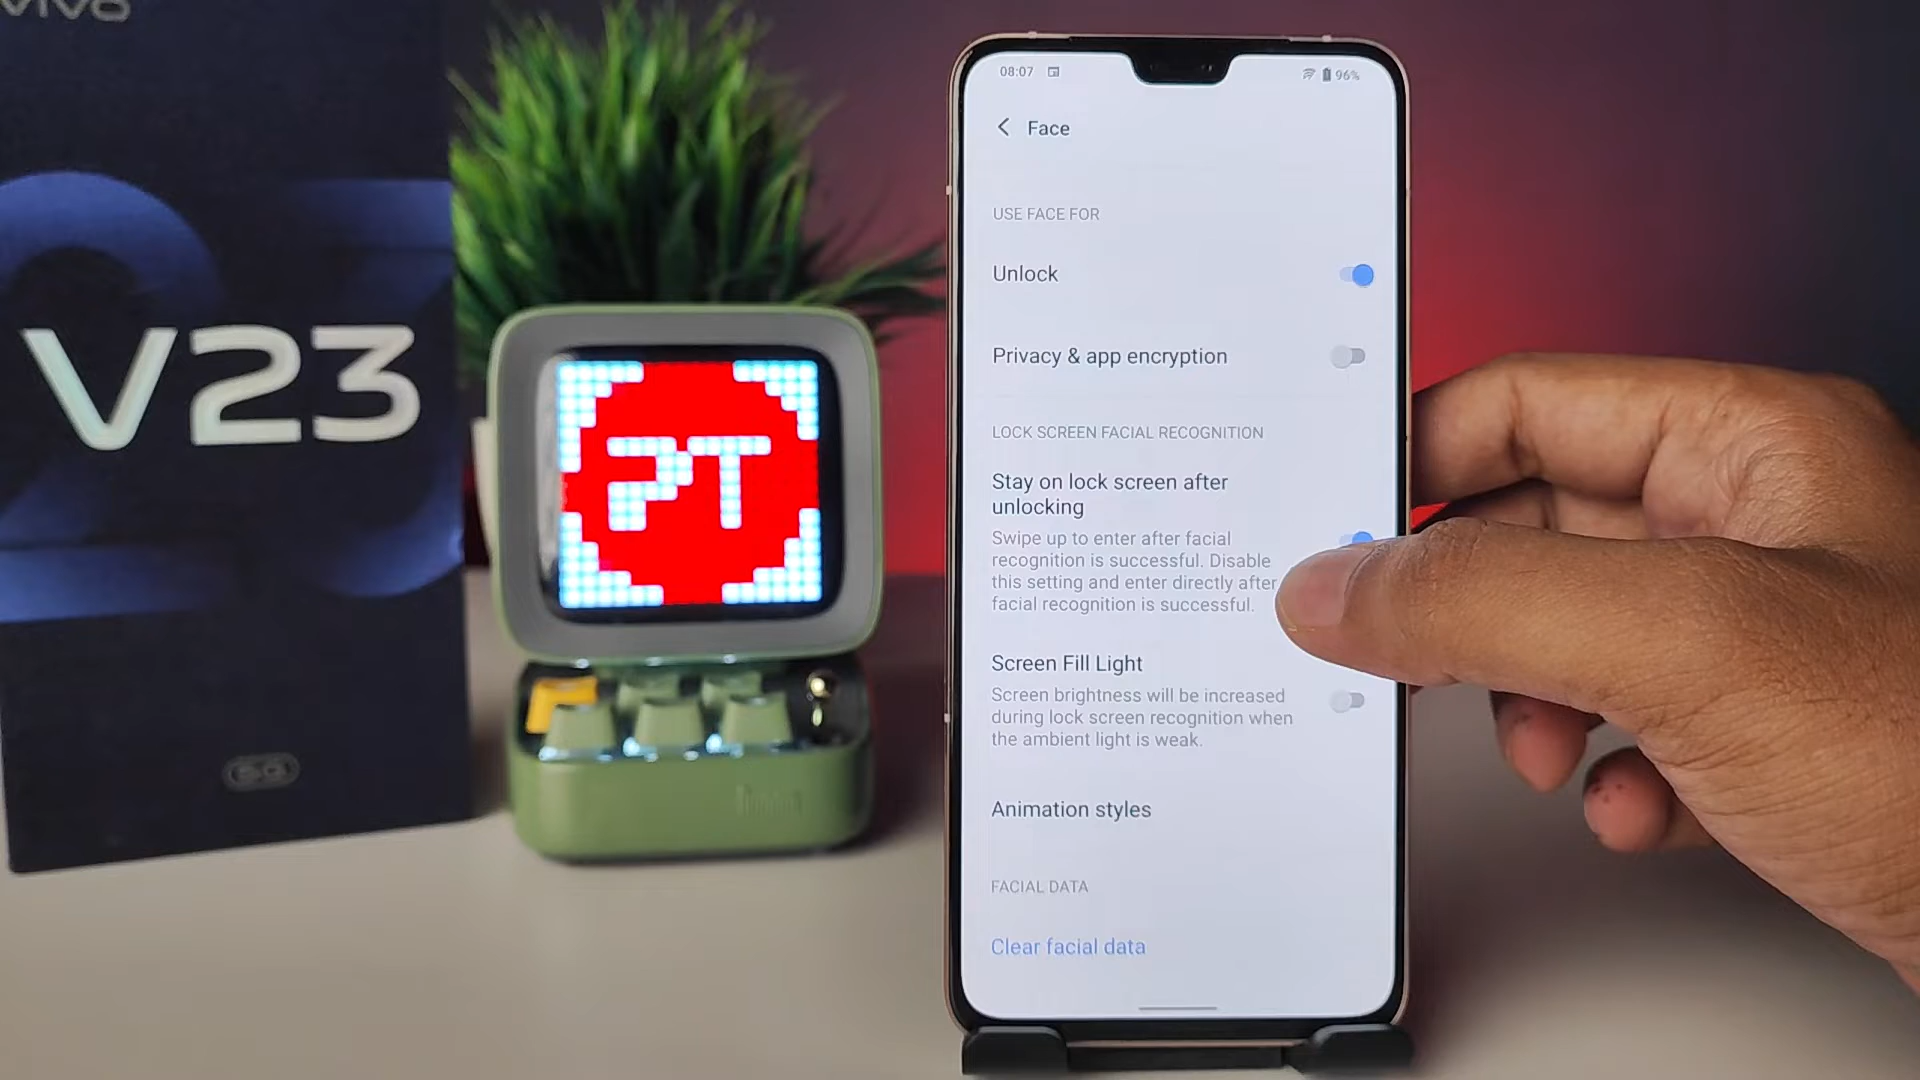 vivo
V23
5G
PT
08:07
96%
Face
USE FACE FOR
Unlock
Privacy & app encryption
LOCK SCREEN FACIAL RECOGNITION
Stay on lock screen after
unlocking
Swipe up to enter after facial
recognition is successful. Disable
this setting and enter directly after
facial recognition is successful.
Screen Fill Light
Screen brightness will be increased
during lock screen recognition when
the ambient light is weak.
Animation styles
FACIAL DATA
Clear facial data